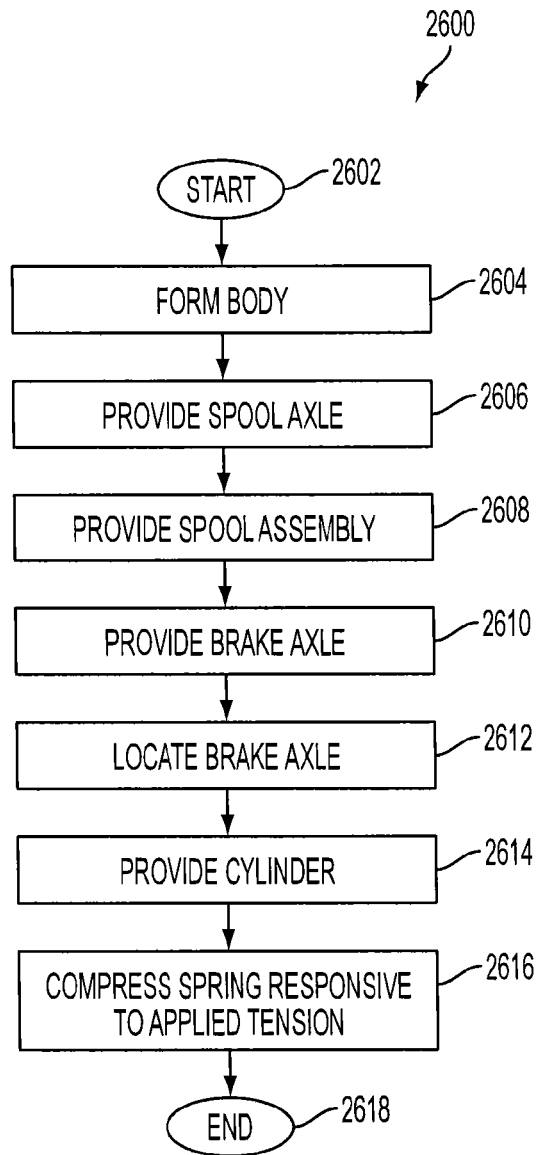 2600
START
2602
FORM BODY
2604
PROVIDE SPOOL AXLE
2606
PROVIDE SPOOL ASSEMBLY
2608
PROVIDE BRAKE AXLE
2610
LOCATE BRAKE AXLE
2612
PROVIDE CYLINDER
2614
COMPRESS SPRING RESPONSIVE
TO APPLIED TENSION
2616
END
2618